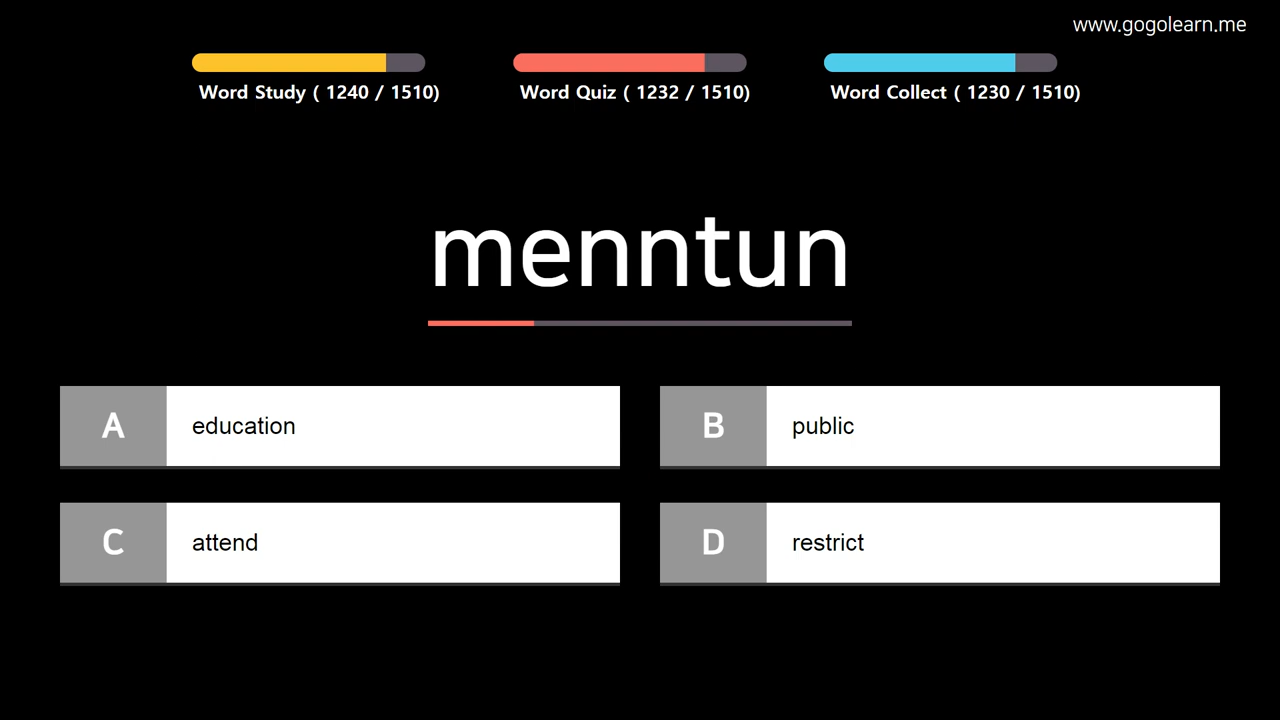 www.gogolearn.me
Word Study ( 1240 / 1510)
Word Quiz ( 1232 / 1510)
Word Collect ( 1230 / 1510)
menntun
A education
B public
C attend
D restrict